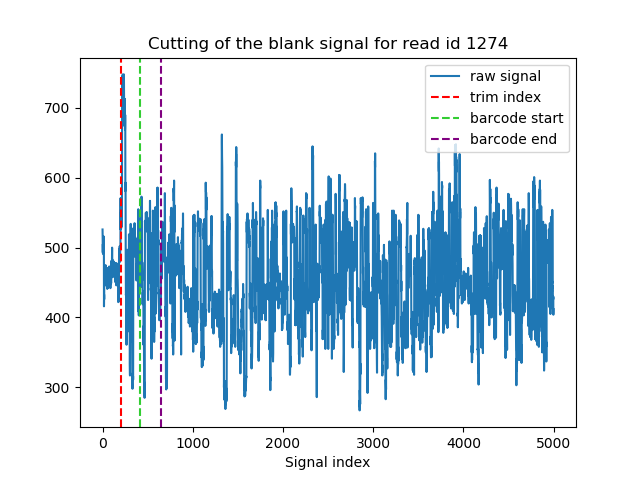 Cutting of the blank signal for read id 1274
raw signal
trim index
barcode start
barcode end
700
600
500
400
300
0 1000 2000 3000 4000 5000
Signal index